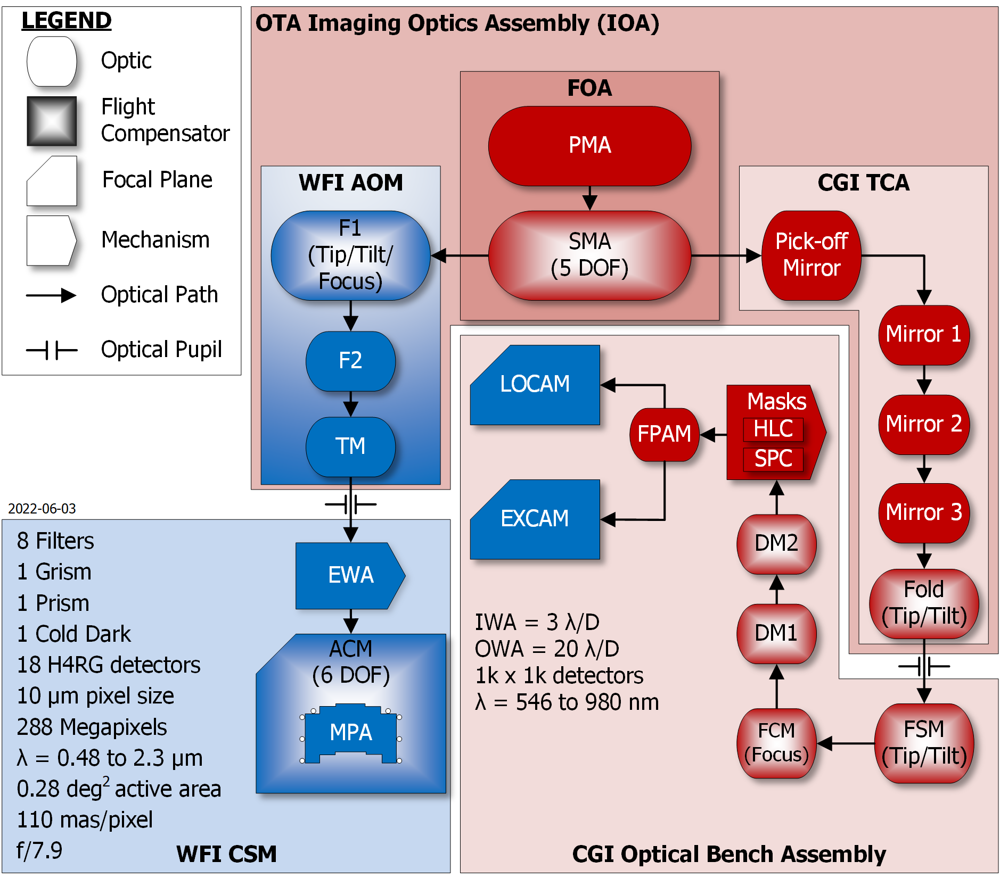 LEGEND
Optic
Flight
Compensator
Focal Plane
Mechanism
Optical Path
Optical Pupil
OTA Imaging Optics Assembly (IOA)
FOA
PMA
SMA
(5 DOF)
WFI AOM
F1
(Tip/Tilt/
Focus)
F2
TM
CGI TCA
Pick-off
Mirror
Mirror 1
Mirror 2
Mirror 3
Fold
(Tip/Tilt)
LOCAM
EXCAM
FPAM
Masks
HLC
SPC
DM2
DM1
FCM
(Focus)
FSM
(Tip/Tilt)
IWA = 3 λ/D
OWA = 20 λ/D
1k x 1k detectors
λ = 546 to 980 nm
CGI Optical Bench Assembly
2022-06-03
8 Filters
1 Grism
1 Prism
1 Cold Dark
18 H4RG detectors
10 µm pixel size
288 Megapixels
λ = 0.48 to 2.3 µm
0.28 deg² active area
110 mas/pixel
f/7.9
EWA
ACM
(6 DOF)
MPA
WFI CSM